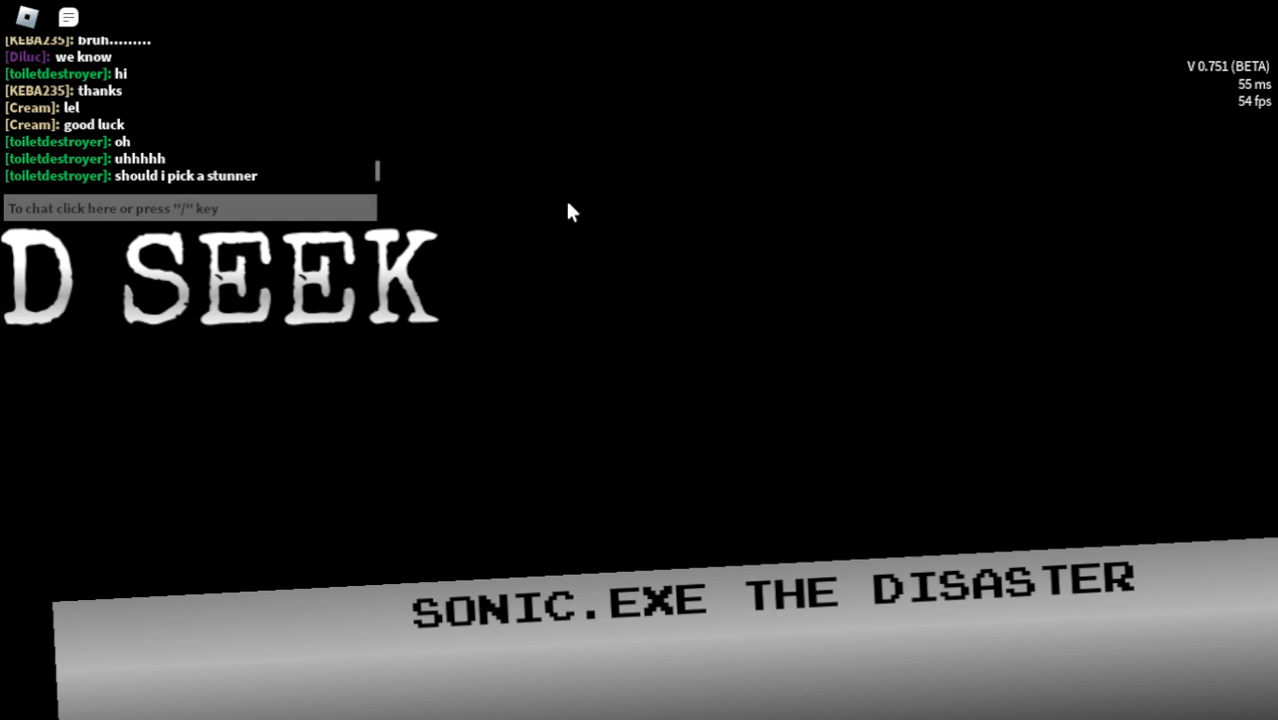 [KEBA235]: bruh.........
[Diluc]: we know
[toiletdestroyer]: hi
[KEBA235]: thanks
[Cream]: lel
[Cream]: good luck
[toiletdestroyer]: oh
[toiletdestroyer]: uhhhhh
[toiletdestroyer]: should i pick a stunner
To chat click here or press "/" key
V 0.751 (BETA)
55 ms
54 fps
D SEEK
SONIC.EXE THE DISASTER